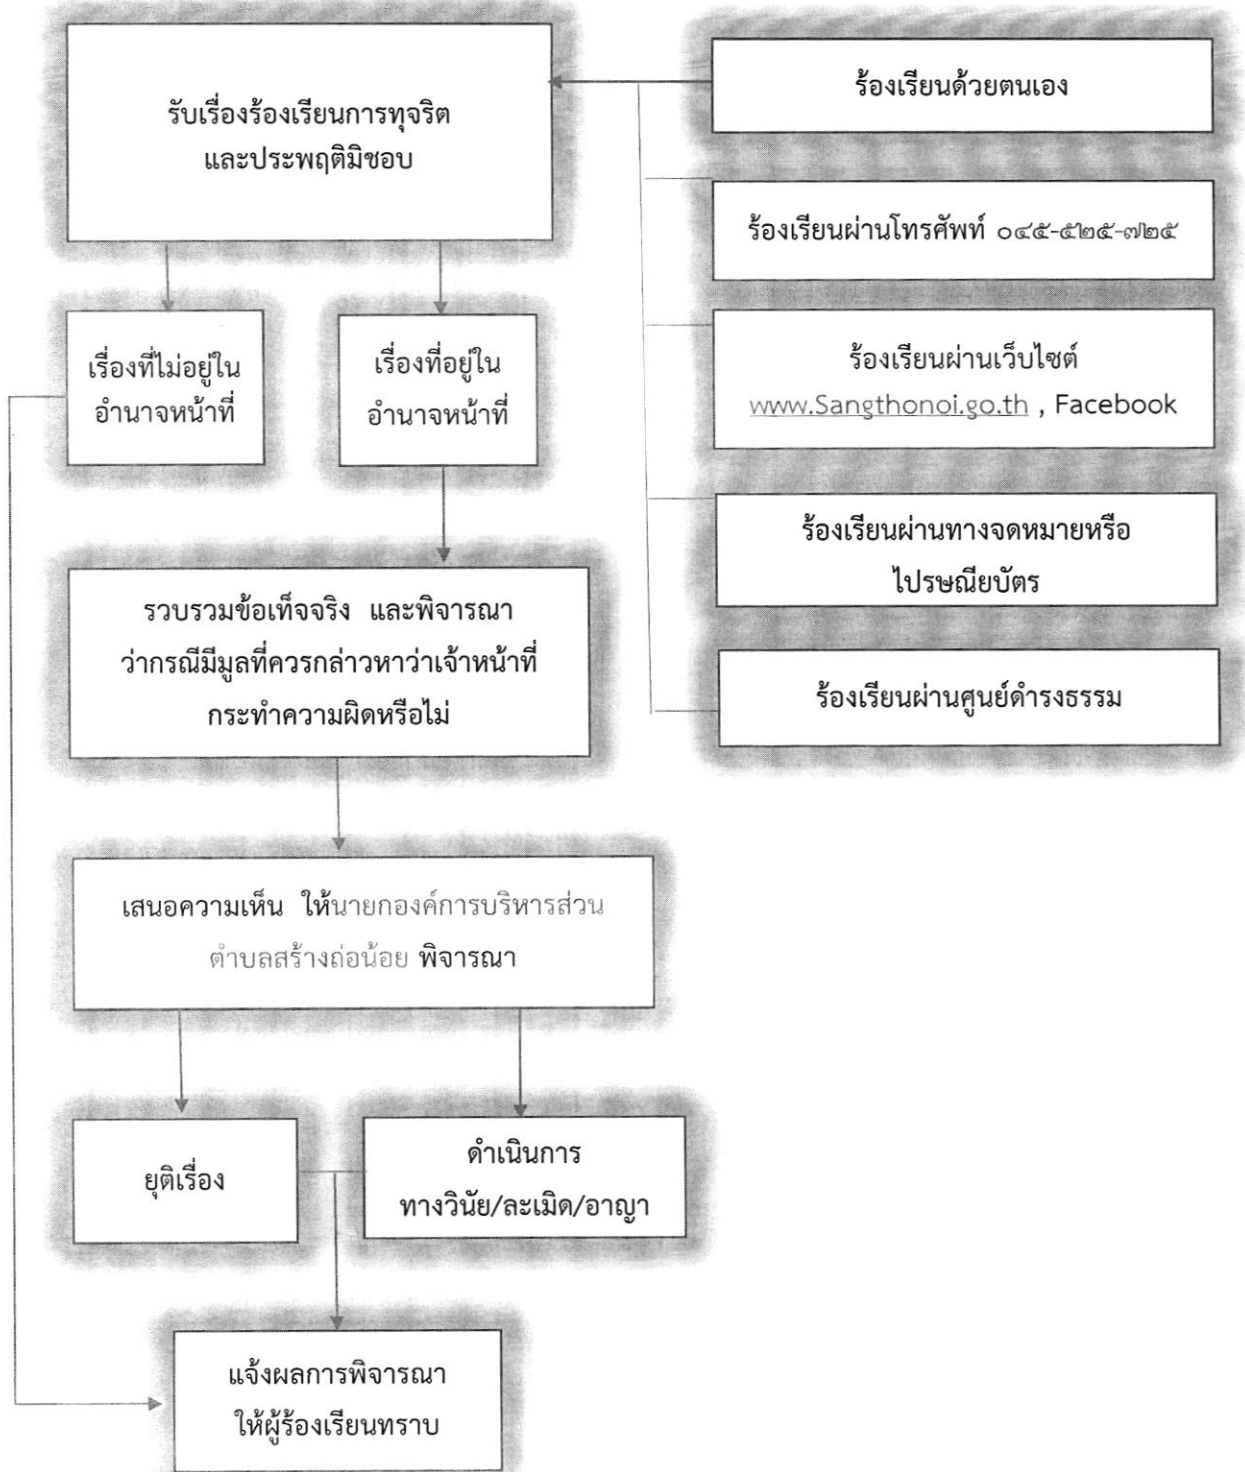 รับเรื่องร้องเรียนการทุจริต
และประพฤติมิชอบ
ร้องเรียนด้วยตนเอง
ร้องเรียนผ่านโทรศัพท์ ๐๔๕-๕๒๕-๗๒๕
ร้องเรียนผ่านเว็บไซต์
www.Sangthonoi.go.th , Facebook
ร้องเรียนผ่านทางจดหมายหรือ
ไปรษณียบัตร
ร้องเรียนผ่านศูนย์ดำรงธรรม
เรื่องที่ไม่อยู่ใน
อำนาจหน้าที่
เรื่องที่อยู่ใน
อำนาจหน้าที่
รวบรวมข้อเท็จจริง และพิจารณา
ว่ากรณีมีมูลที่ควรกล่าวหาว่าเจ้าหน้าที่
กระทำความผิดหรือไม่
เสนอความเห็น ให้นายกองค์การบริหารส่วน
ตำบลสร้างถ่อน้อย พิจารณา
ยุติเรื่อง
ดำเนินการ
ทางวินัย/ละเมิด/อาญา
แจ้งผลการพิจารณา
ให้ผู้ร้องเรียนทราบ